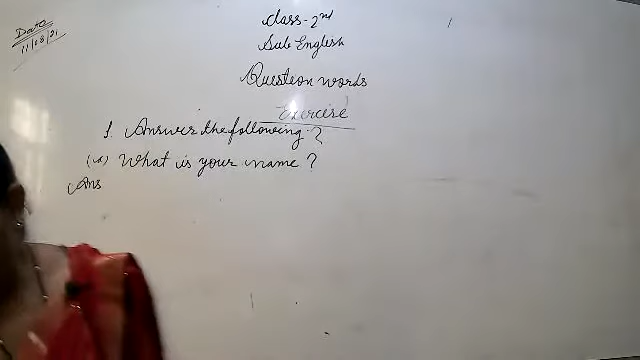 Date
11/08/21
Class-2nd
Sub English
Question words
Exercise
1. Answer the following ?
(a) What is your name ?
Ans